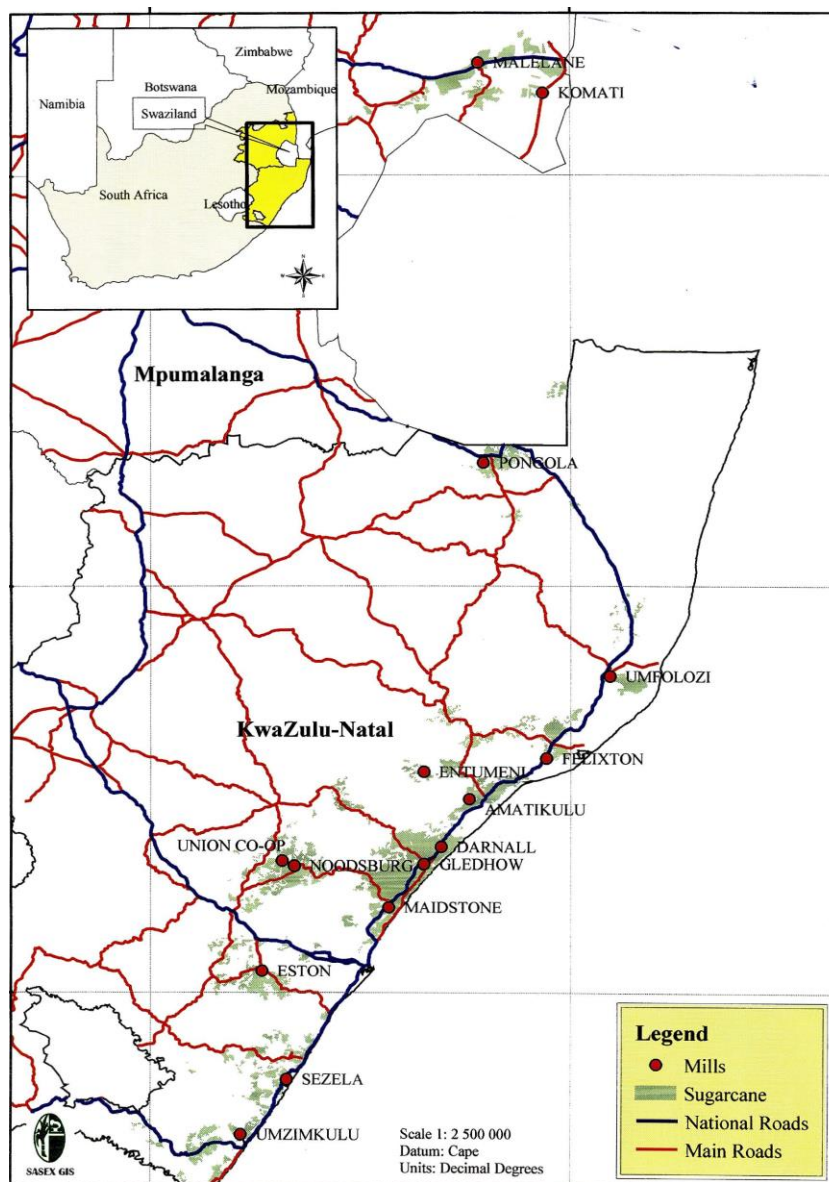 Zimbabwe
Namibia
Botswana
Mozambique
Swaziland
South Africa
Lesotho
N
W
E
S
MALELANE
KOMATI
Mpumalanga
PONGOLA
UMFOLOZI
KwaZulu-Natal
FELIXTON
ENTUMENI
AMATIKULU
UNION CO-OP
DARNALL
NOODSBURG
GLEDHOW
MAIDSTONE
ESTON
SEZELA
UMZIMKULU
SASEX GIS
Scale 1: 2 500 000
Datum: Cape
Units: Decimal Degrees
Legend
Mills
Sugarcane
National Roads
Main Roads